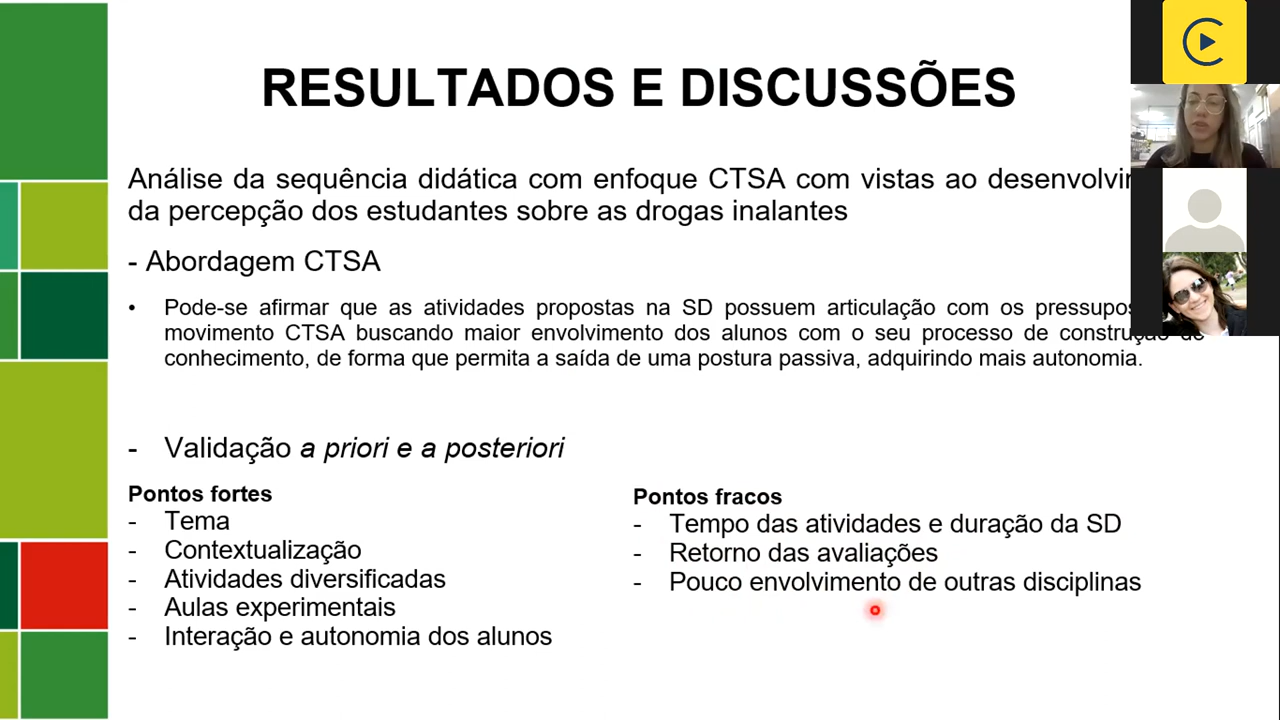 RESULTADOS E DISCUSSÕES
Análise da sequência didática com enfoque CTSA com vistas ao
da percepção dos estudantes sobre as drogas inalantes
- Abordagem CTSA
• Pode-se afirmar que as atividades propostas na SD possuem articulação com os
movimento CTSA buscando maior envolvimento dos alunos com o seu processo de
conhecimento, de forma que permita a saída de uma postura passiva, adquirindo mais autonomia.
- Validação a priori e a posteriori
Pontos fortes
- Tema
- Contextualização
- Atividades diversificadas
- Aulas experimentais
- Interação e autonomia dos alunos
Pontos fracos
- Tempo das atividades e duração da SD
- Retorno das avaliações
- Pouco envolvimento de outras disciplinas